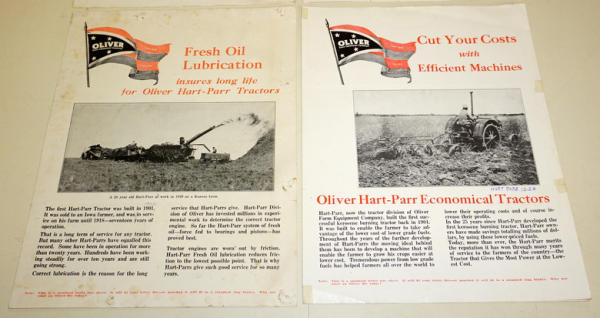 OLIVER
Fresh Oil
Lubrication
insures long life
for Oliver Hart-Parr Tractors
A 20 year old Hart-Parr at work in 1929 on a Kansas farm
The first Hart-Parr Tractor was built in 1901.
It was sold to an Iowa farmer, and was in serv-
ice on his farm until 1918—seventeen years of
operation.
That is a long term of service for any tractor.
But many other Hart-Parrs have equalled this
record. Some have been in operation for more
than twenty years. Hundreds have been work-
ing steadily for over ten years and are still
going strong.
Correct lubrication is the reason for the long
service that Hart-Parrs give. Hart-Parr Divi-
sion of Oliver has invested millions in experi-
mental work to determine the correct tractor
engine. So far the Hart-Parr system of fresh
oil—force fed to bearings and pistons—has
proved best.
Tractor engines are worn out by friction.
Hart-Parr Fresh Oil lubrication reduces fric-
tion to the lowest possible point. That is why
Hart-Parrs give such good service for so many
years.
OLIVER
Cut Your Costs
with
Efficient Machines
HART PARR
Oliver Hart-Parr Economical Tractors
Hart-Parr, now the tractor division of Oliver
Farm Equipment Company, built the first suc-
cessful kerosene burning tractor back in 1901.
It was built to enable the farmer to take ad-
vantage of the lower cost of lower grade fuels.
Throughout the years of the further develop-
ment of Hart-Parrs the moving ideal behind
them has been to develop a machine that will
enable the farmer to grow his crops easier at
lower cost. Tremendous power from low grade
fuels has helped farmers all over the world to
lower their operating costs and of course in-
crease their profits.
In the 25 years since Hart-Parr developed the
first kerosene burning tractor, Hart-Parr own-
ers have made savings totalling millions of dol-
lars, by using these lower-priced fuels.
Today, more than ever, the Hart-Parr merits
the reputation it has won through many years
of service to the farmers of the country—the
Tractor that Gives the Most Power at the Low-
est Cost.